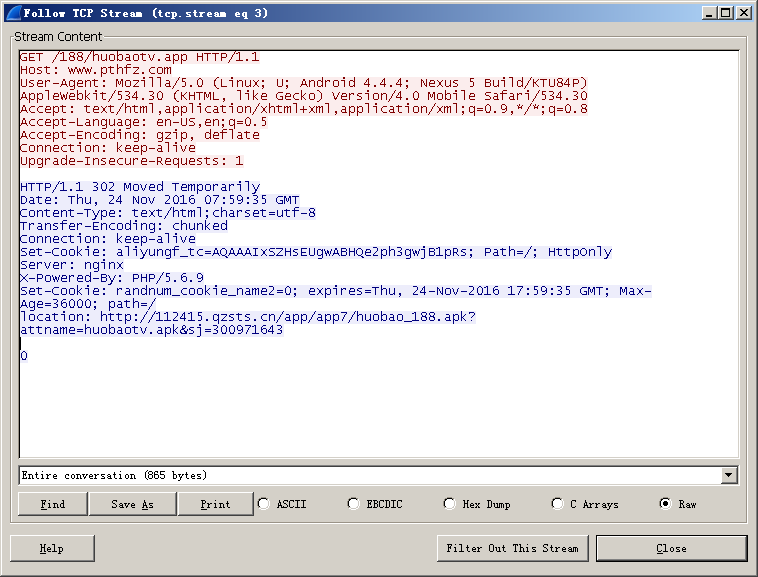 Follow TCP Stream (tcp.stream eq 3)
Stream Content
GET /188/huobaotv.app HTTP/1.1
Host: www.pthfz.com
User-Agent: Mozilla/5.0 (Linux; U; Android 4.4.4; Nexus 5 Build/KTU84P)
AppleWebkit/534.30 (KHTML, like Gecko) Version/4.0 Mobile Safari/534.30
Accept: text/html,application/xhtml+xml,application/xml;q=0.9,*/*;q=0.8
Accept-Language: en-US,en;q=0.5
Accept-Encoding: gzip, deflate
Connection: keep-alive
Upgrade-Insecure-Requests: 1
HTTP/1.1 302 Moved Temporarily
Date: Thu, 24 Nov 2016 07:59:35 GMT
Content-Type: text/html;charset=utf-8
Transfer-Encoding: chunked
Connection: keep-alive
Set-Cookie: aliyungf_tc=AQAAAIxSZHsEUgwABHQe2ph3gwjB1pRs; Path=/; HttpOnly
Server: nginx
X-Powered-By: PHP/5.6.9
Set-Cookie: randnum_cookie_name2=0; expires=Thu, 24-Nov-2016 17:59:35 GMT; Max-
Age=36000; path=/
location: http://112415.qzsts.cn/app/app7/huobao_188.apk?
attname=huobaotv.apk&sj=300971643
0
Entire conversation (865 bytes)
Find Save As Print ASCII EBCDIC Hex Dump C Arrays Raw
Help Filter Out This Stream Close